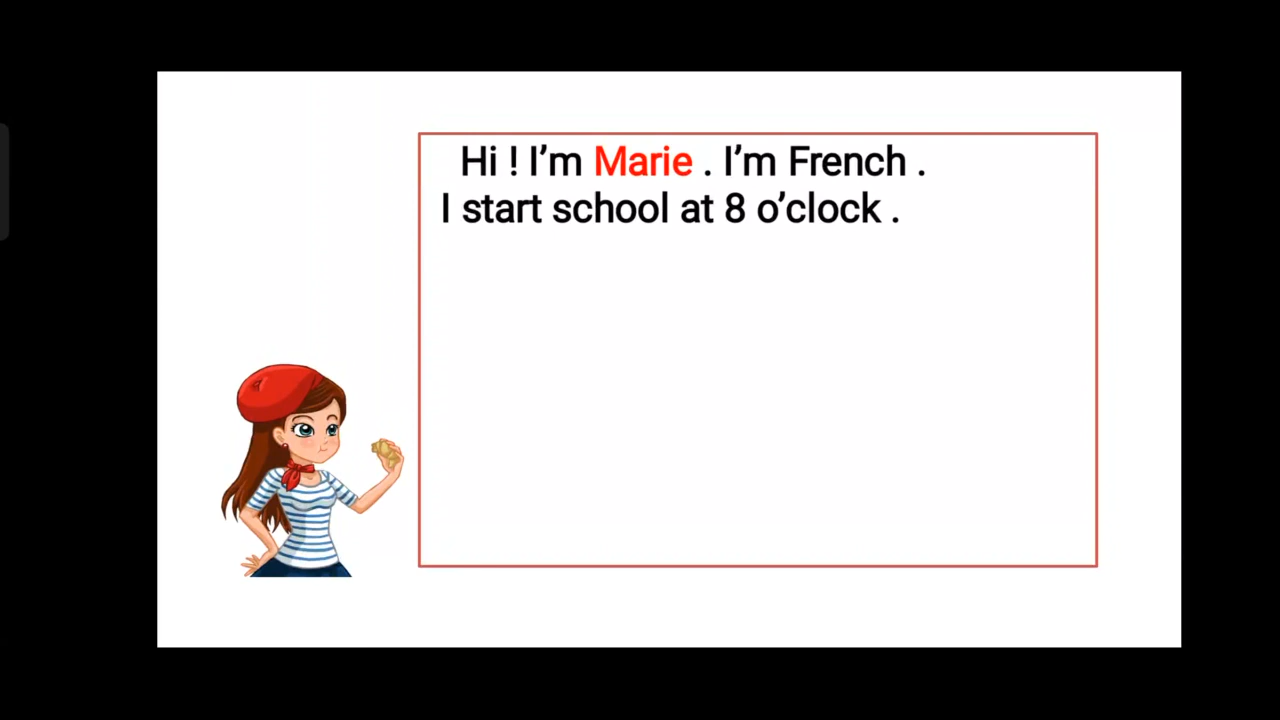 Hi ! I’m Marie . I’m French .
I start school at 8 o’clock .